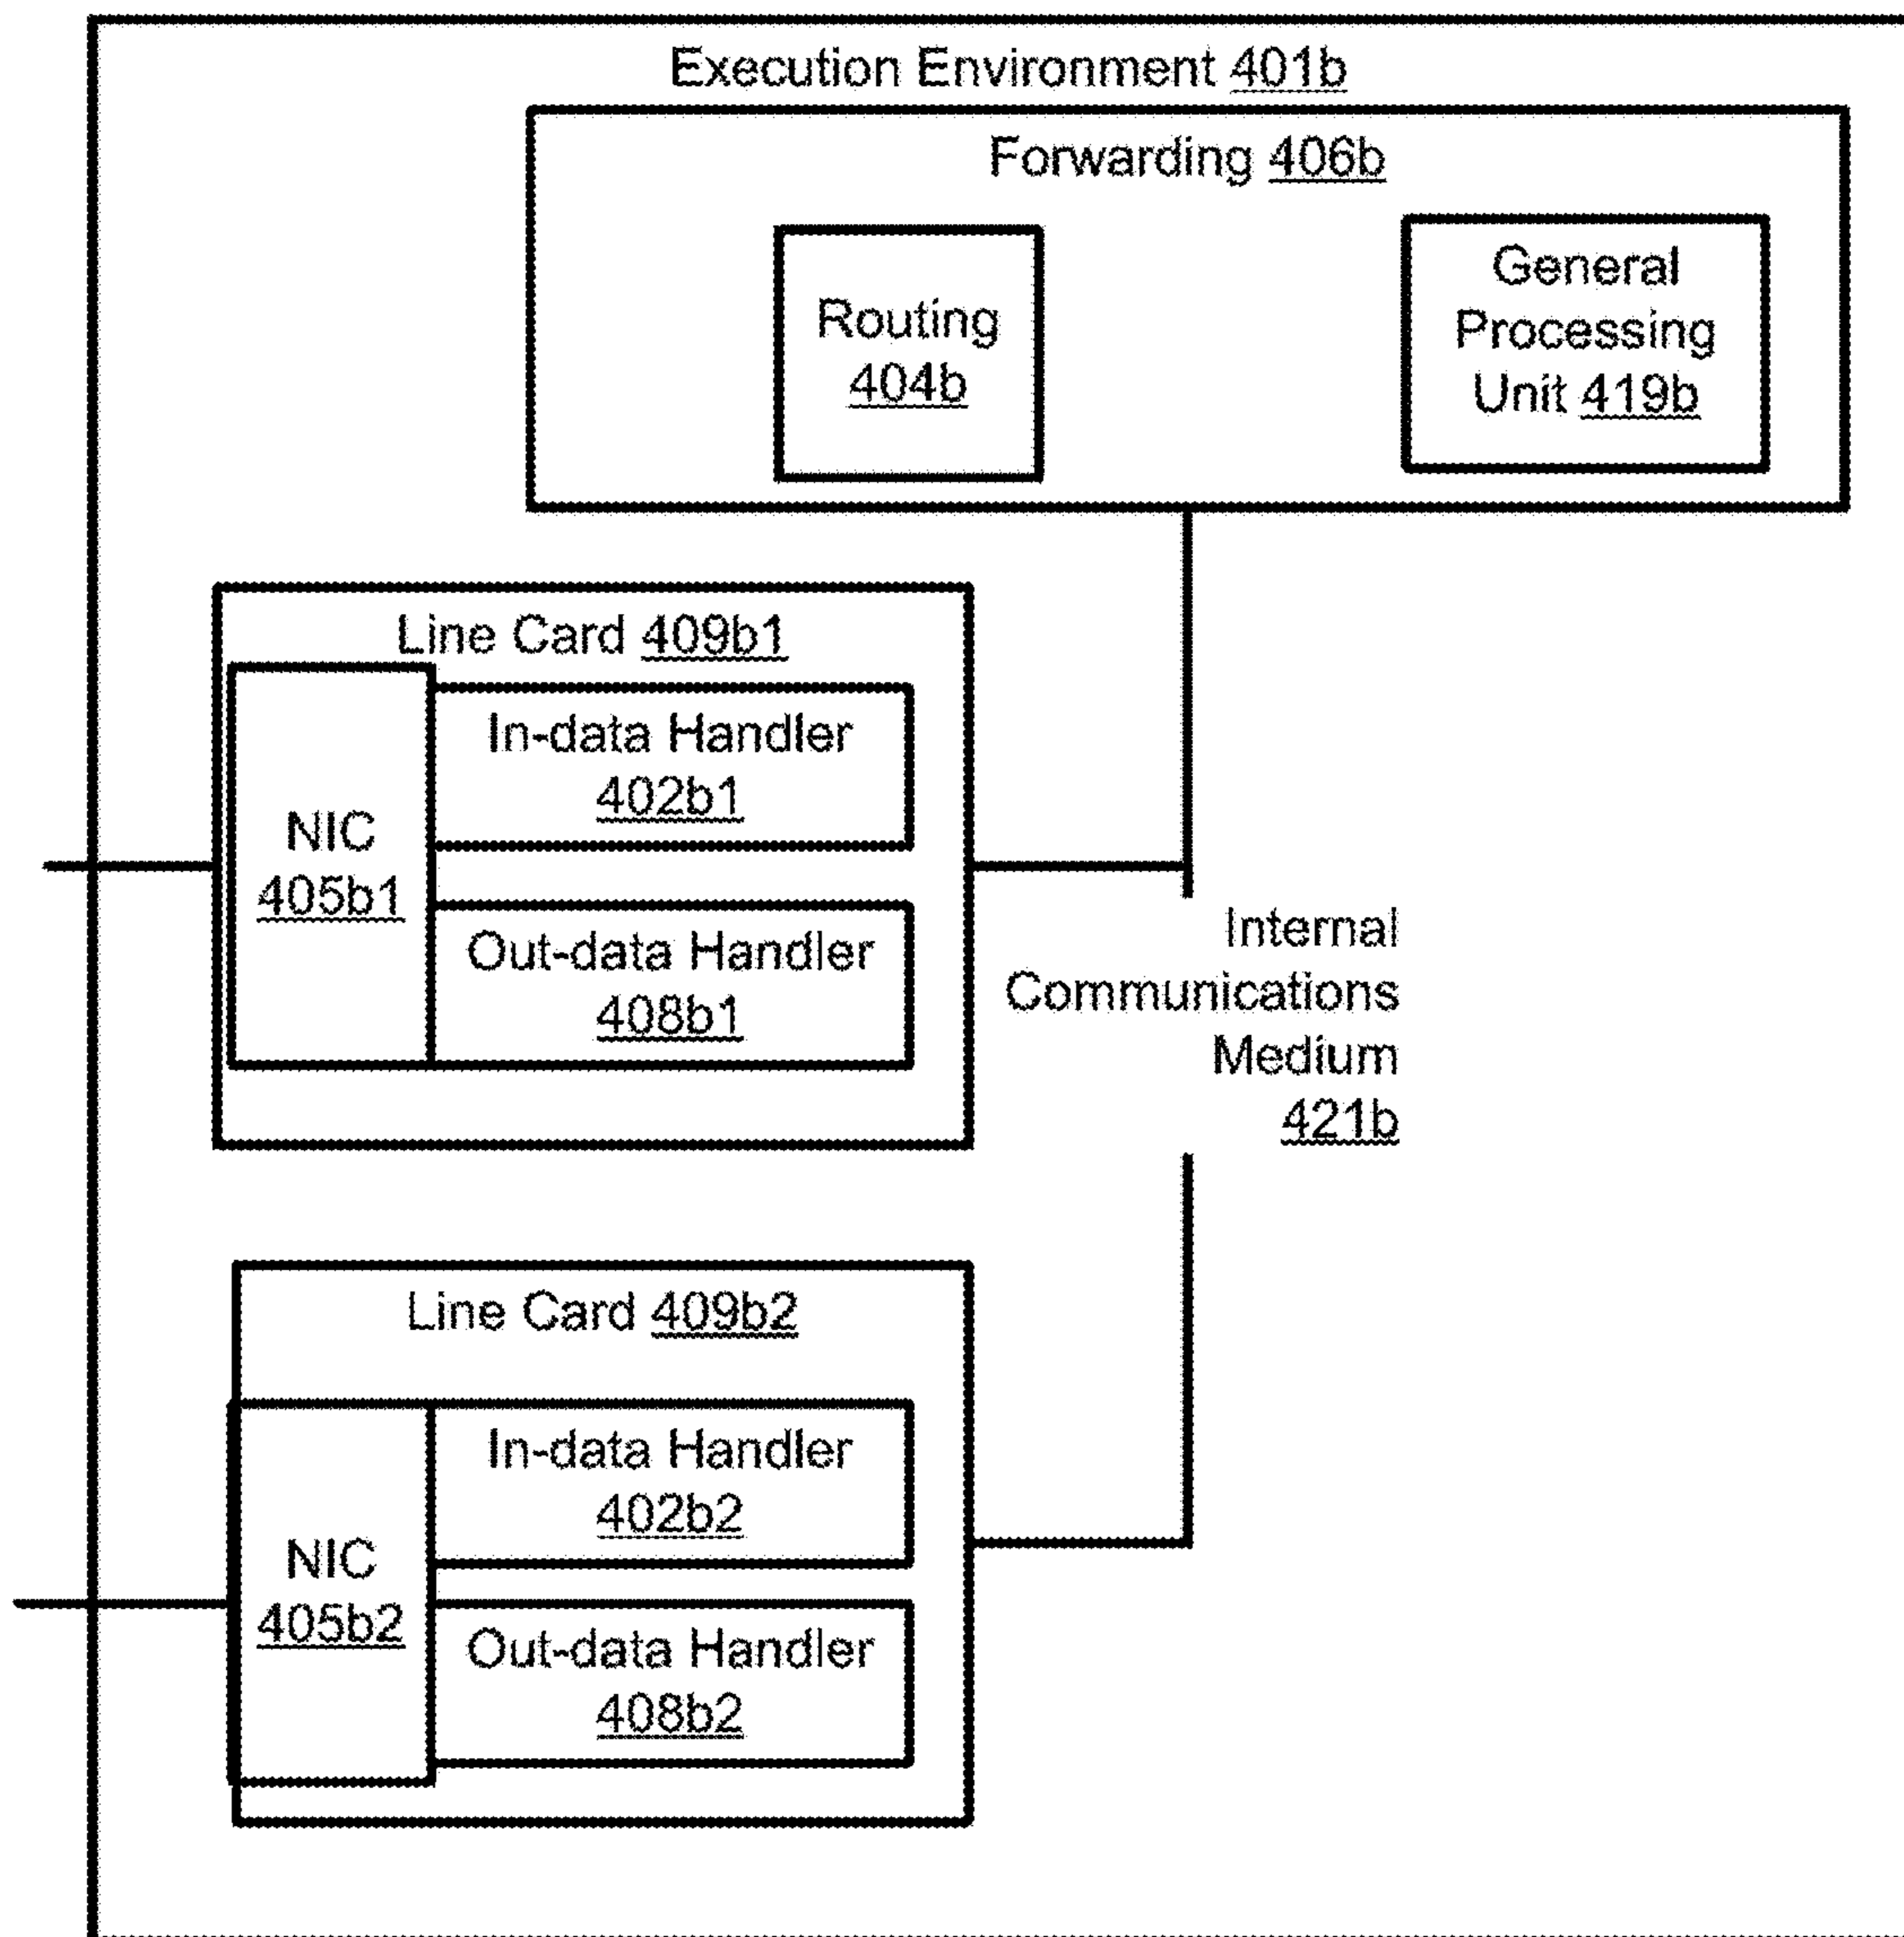 Execution Environment 401b
Forwarding 406b
Routing
404b
General
Processing
Unit 419b
Line Card 409b1
NIC
405b1
In-data Handler
402b1
Out-data Handler
408b1
Internal
Communications
Medium
421b
Line Card 409b2
NIC
405b2
In-data Handler
402b2
Out-data Handler
408b2